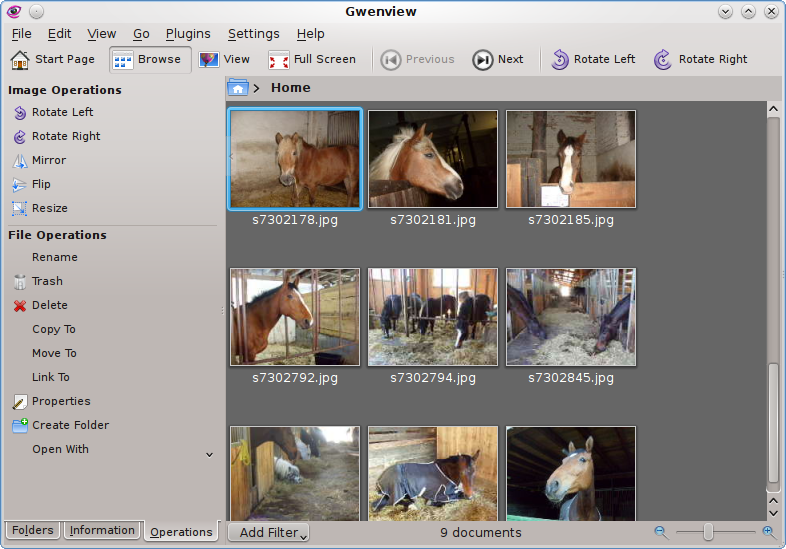 Gwenview
File Edit View Go Plugins Settings Help
Start Page Browse View Full Screen Previous Next Rotate Left Rotate Right
Image Operations
Rotate Left
Rotate Right
Mirror
Flip
Resize
File Operations
Rename
Trash
Delete
Copy To
Move To
Link To
Properties
Create Folder
Open With
Folders Information Operations
Home
s7302178.jpg s7302181.jpg s7302185.jpg
s7302792.jpg s7302794.jpg s7302845.jpg
Add Filter 9 documents